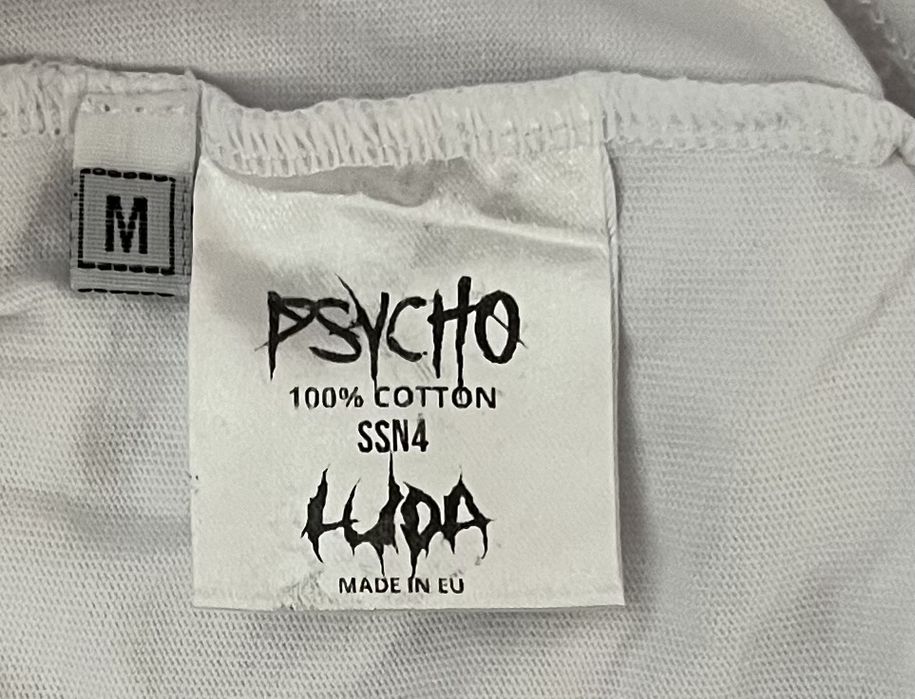 M
PSYCHO
100% COTTON
SSN4
LUDA
MADE IN EU